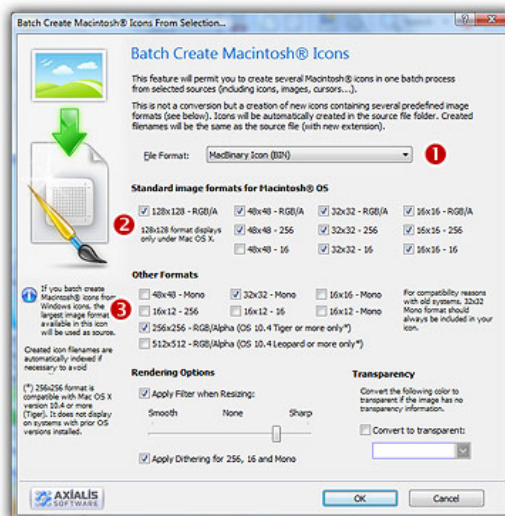 Batch Create Macintosh® Icons From Selection...
Batch Create Macintosh® Icons
This feature will permit you to create several Macintosh® icons in one batch process
from selected sources (including icons, images, cursors...).
This is not a conversion but a creation of new icons containing several predefined image
formats (see below). Icons will be automatically created in the source file folder. Created
filenames will be the same as the source file (with new extension).
File Format: MacBinary Icon (BIN) 1
Standard image formats for Macintosh® OS
2
128x128 - RGB/A 48x48 - RGB/A 32x32 - RGB/A 16x16 - RGB/A
128x128 format displays
only under Mac OS X.
48x48 - 256 32x32 - 256 16x16 - 256
48x48 - 16 32x32 - 16 16x16 - 16
If you batch create
Macintosh® icons from
Windows icons, the
largest image format
available in this icon
will be used as source.
Created icon filenames are
automatically indexed if
necessary to avoid
(*) 256x256 format is
compatible with Mac OS X
version 10.4 or more
(Tiger). It does not display
on systems with prior OS
versions installed.
Other Formats
3
48x48 - Mono 32x32 - Mono 16x16 - Mono
16x12 - 256 16x12 - 16 16x12 - Mono
256x256 - RGB/Alpha (OS 10.4 Tiger or more only*)
512x512 - RGB/Alpha (OS 10.4 Leopard or more only*)
For compatibility reasons
with old systems, 32x32
Mono format should
always be included in your
icon.
Rendering Options
Apply Filter when Resizing:
Smooth None Sharp
Apply Dithering for 256, 16 and Mono
Transparency
Convert the following color to
transparent if the image has no
transparency information.
Convert to transparent:
AXIALIS
SOFTWARE
OK Cancel